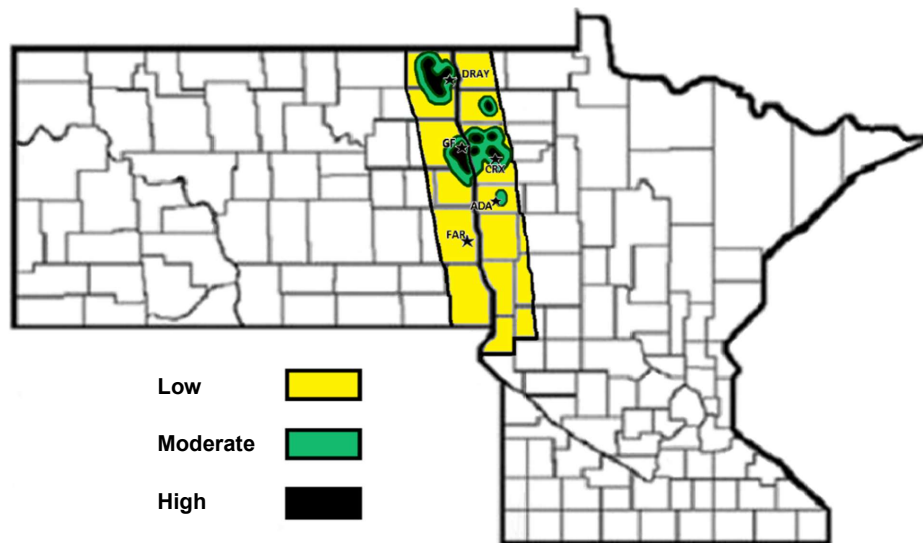 DRAY
GF
CRX
ADA
FAR
Low
Moderate
High